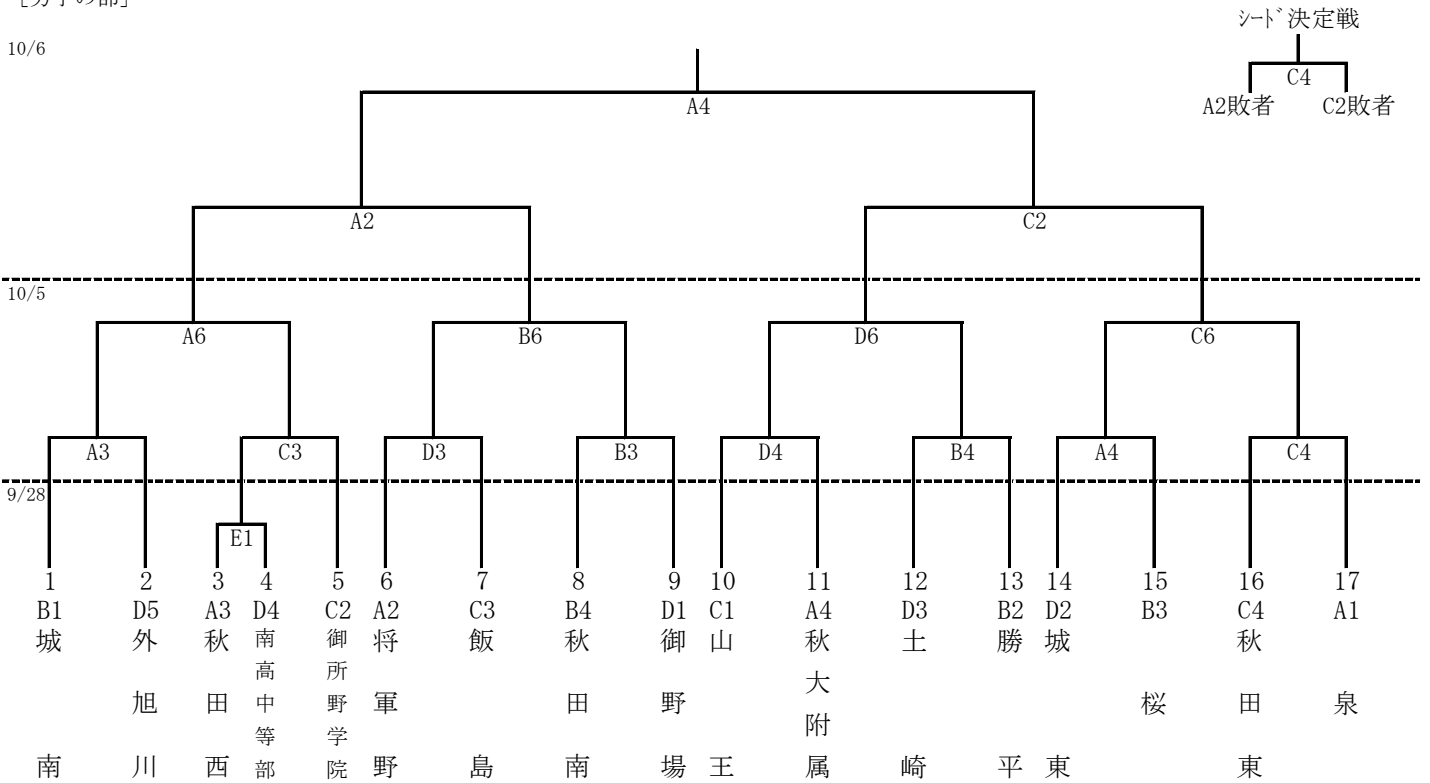 ［男子の部］
ｼｰﾄﾞ決定戦
10/6
C4
A4
A2敗者 C2敗者
A2 C2
10/5
A6 B6 D6 C6
A3 C3 D3 B3 D4 B4 A4 C4
9/28
E1
1 2 3 4 5 6 7 8 9 10 11 12 13 14 15 16 17
B1 D5 A3 D4 C2 A2 C3 B4 D1 C1 A4 D3 B2 D2 B3 C4 A1
城南
外旭川
秋田西
南高中等部
御所野学院
将軍野
飯島
秋田南
御野場
山王
秋大附属
土崎
勝平
城東
桜
秋田東
泉